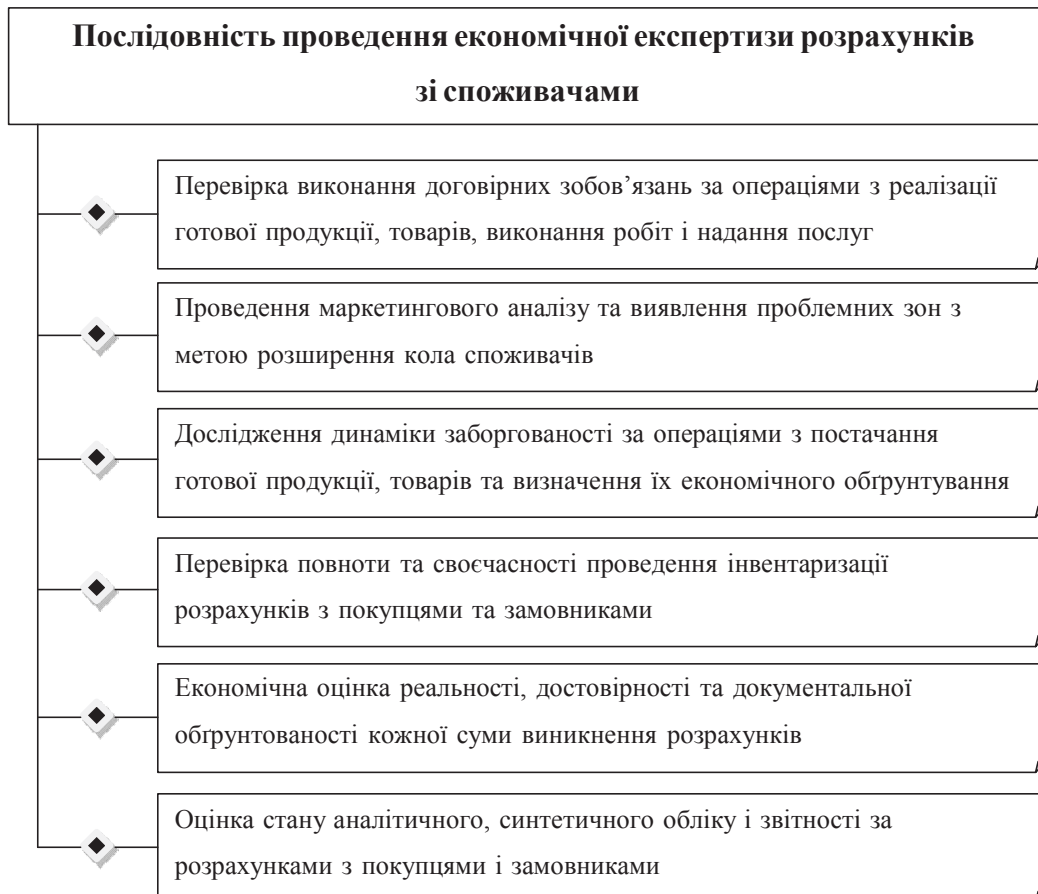 Послідовність проведення економічної експертизи розрахунків
зі споживачами
Перевірка виконання договірних зобов’язань за операціями з реалізації
готової продукції, товарів, виконання робіт і надання послуг
Проведення маркетингового аналізу та виявлення проблемних зон з
метою розширення кола споживачів
Дослідження динаміки заборгованості за операціями з постачання
готової продукції, товарів та визначення їх економічного обґрунтування
Перевірка повноти та своєчасності проведення інвентаризації
розрахунків з покупцями та замовниками
Економічна оцінка реальності, достовірності та документальної
обґрунтованості кожної суми виникнення розрахунків
Оцінка стану аналітичного, синтетичного обліку і звітності за
розрахунками з покупцями і замовниками